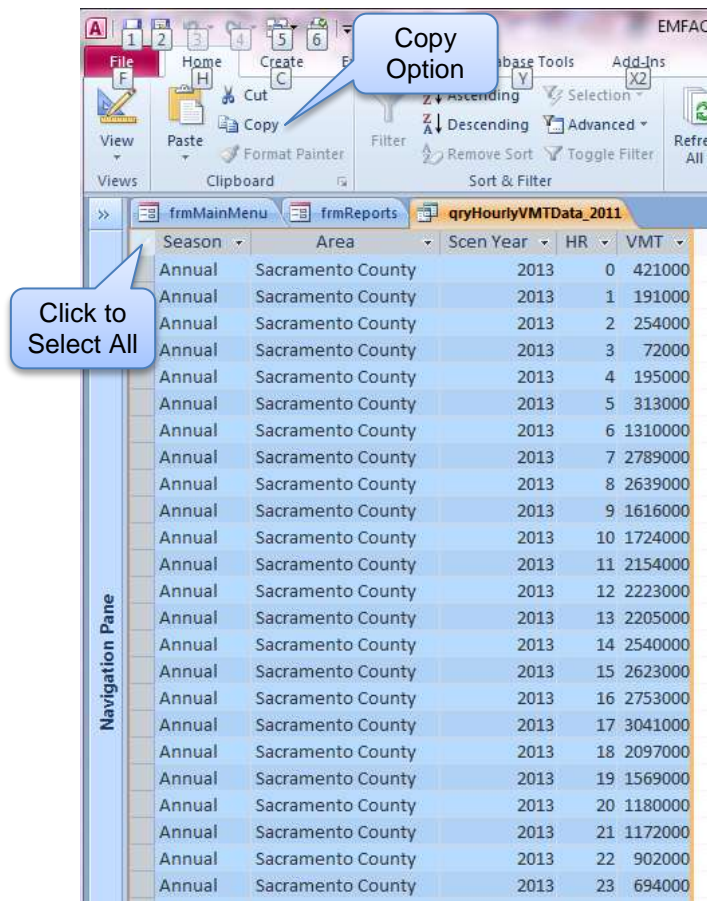 A 1 2 3 4 5 6 EMFAC
Copy Option
File Home Create E abase Tools Add-Ins
F H C Y X2
View
Views
Paste
Cut
Copy
Format Painter
Clipboard
Filter
Ascending Selection
Descending Advanced
Remove Sort Toggle Filter
Sort & Filter
Refre
All
» frmMainMenu frmReports qryHourlyVMTData_2011
Season Area Scen Year HR VMT
Click to
Select All
Navigation Pane
Annual Sacramento County 2013 0 421000
Annual Sacramento County 2013 1 191000
Annual Sacramento County 2013 2 254000
Annual Sacramento County 2013 3 72000
Annual Sacramento County 2013 4 195000
Annual Sacramento County 2013 5 313000
Annual Sacramento County 2013 6 1310000
Annual Sacramento County 2013 7 2789000
Annual Sacramento County 2013 8 2639000
Annual Sacramento County 2013 9 1616000
Annual Sacramento County 2013 10 1724000
Annual Sacramento County 2013 11 2154000
Annual Sacramento County 2013 12 2223000
Annual Sacramento County 2013 13 2205000
Annual Sacramento County 2013 14 2540000
Annual Sacramento County 2013 15 2623000
Annual Sacramento County 2013 16 2753000
Annual Sacramento County 2013 17 3041000
Annual Sacramento County 2013 18 2097000
Annual Sacramento County 2013 19 1569000
Annual Sacramento County 2013 20 1180000
Annual Sacramento County 2013 21 1172000
Annual Sacramento County 2013 22 902000
Annual Sacramento County 2013 23 694000